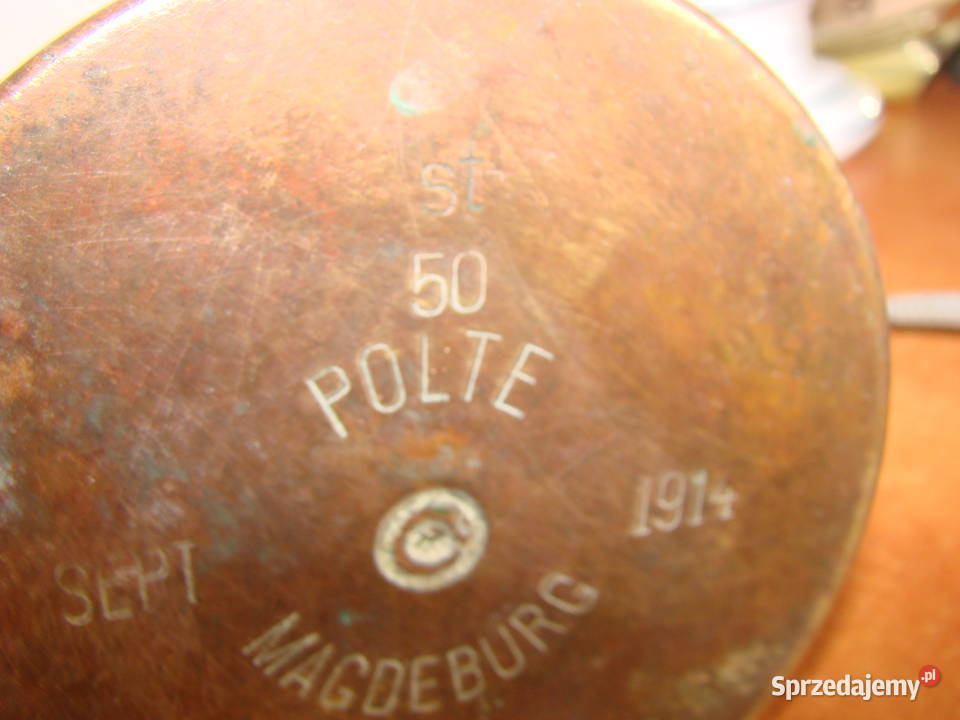 st
50
POLTE
SEPT 1914
MAGDEBURG
Sprzedajemy.pl